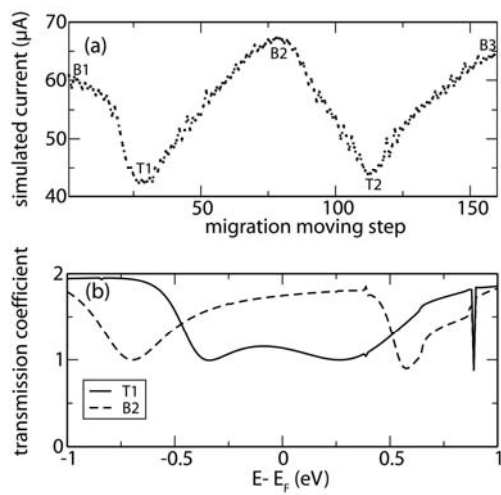 simulated current (μA)
70
60
50
40
(a)
B1
T1
B2
T2
B3
50
100
150
migration moving step
transmission coefficient
2
1
0
(b)
T1
B2
-1
-0.5
0
0.5
1
E- EF (eV)